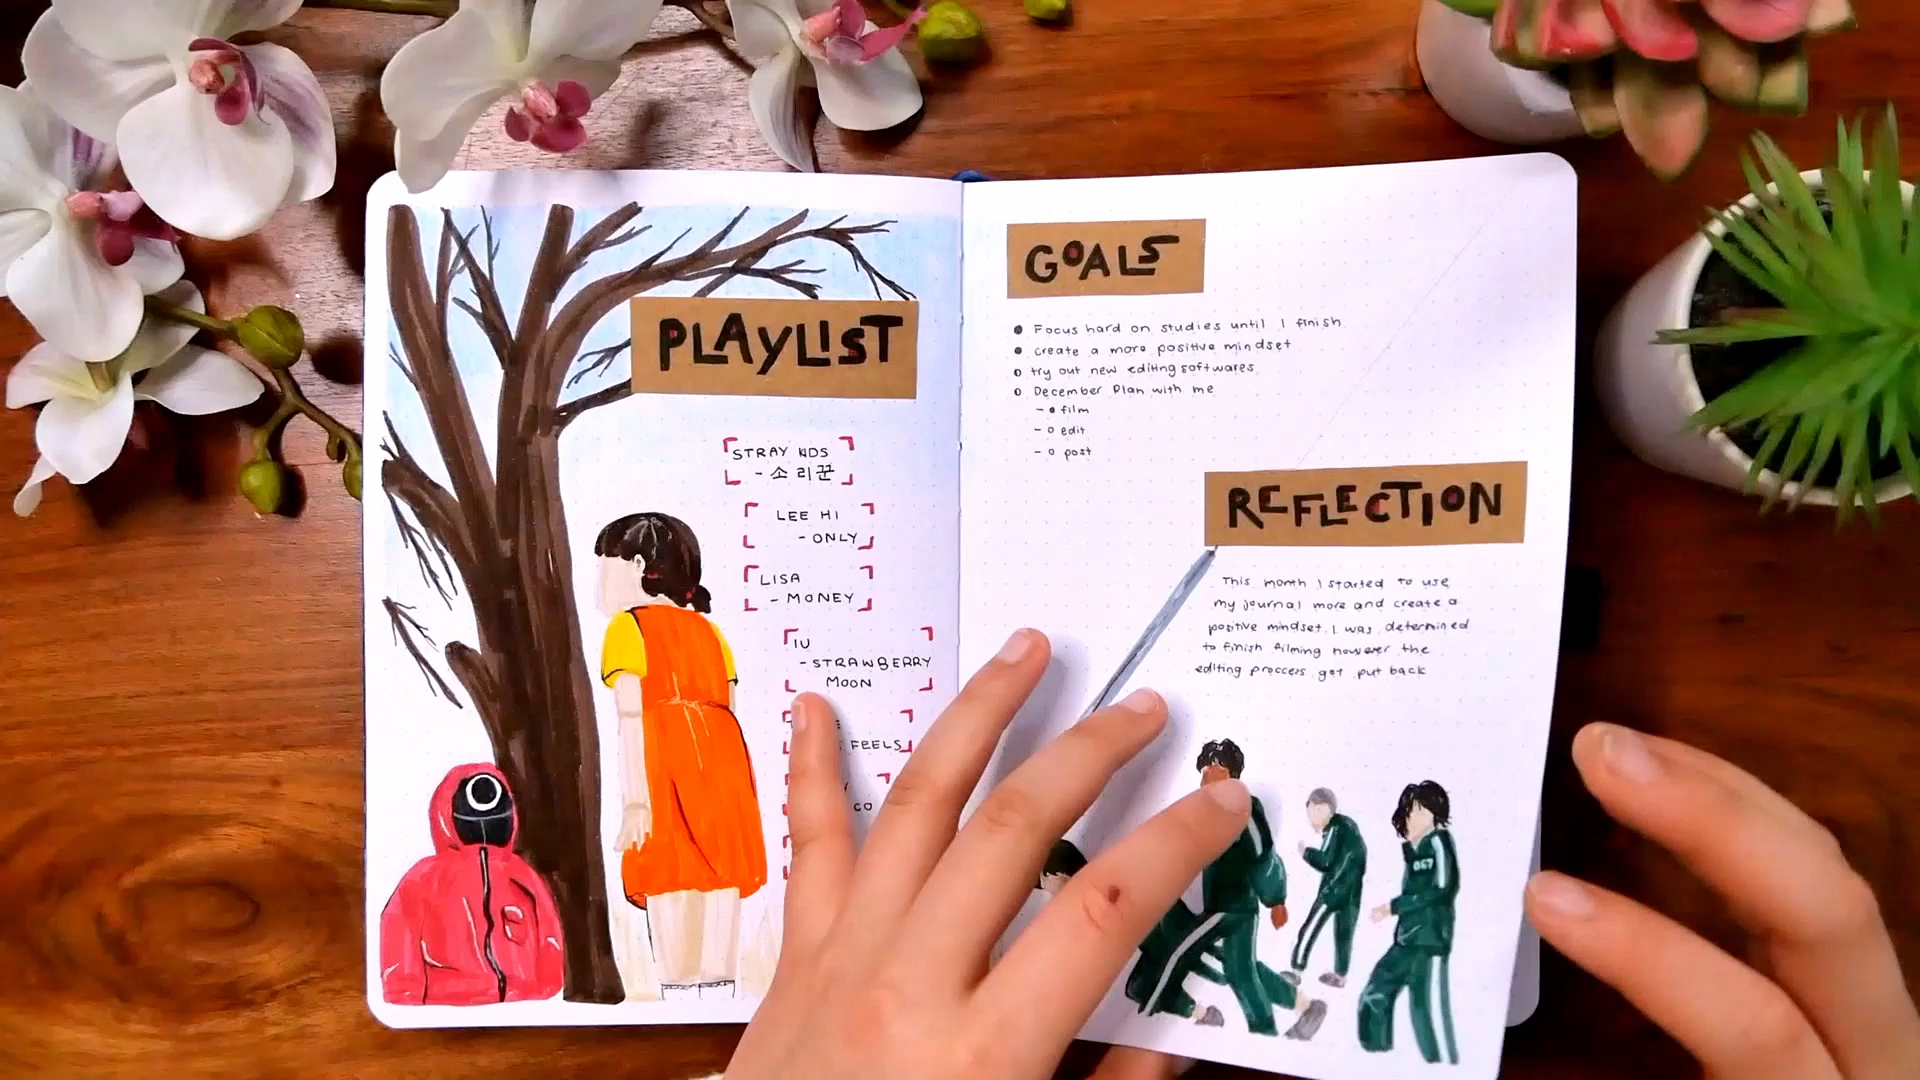 PLAYLIST
STRAY KDS
- 소리꾼
LEE HI
- ONLY
LISA
- MONEY
IU
- STRAWBERRY
MOON
FEELS
CO
GOALS
Focus hard on studies until I finish.
create a more positive mindset
try out new editing softwares
December Plan with me
- film
- edit
- post
REFLECTION
This month I started to use
my journal more and create a
positive mindset. I was determined
to finish filming however the
editing proccess got put back
067